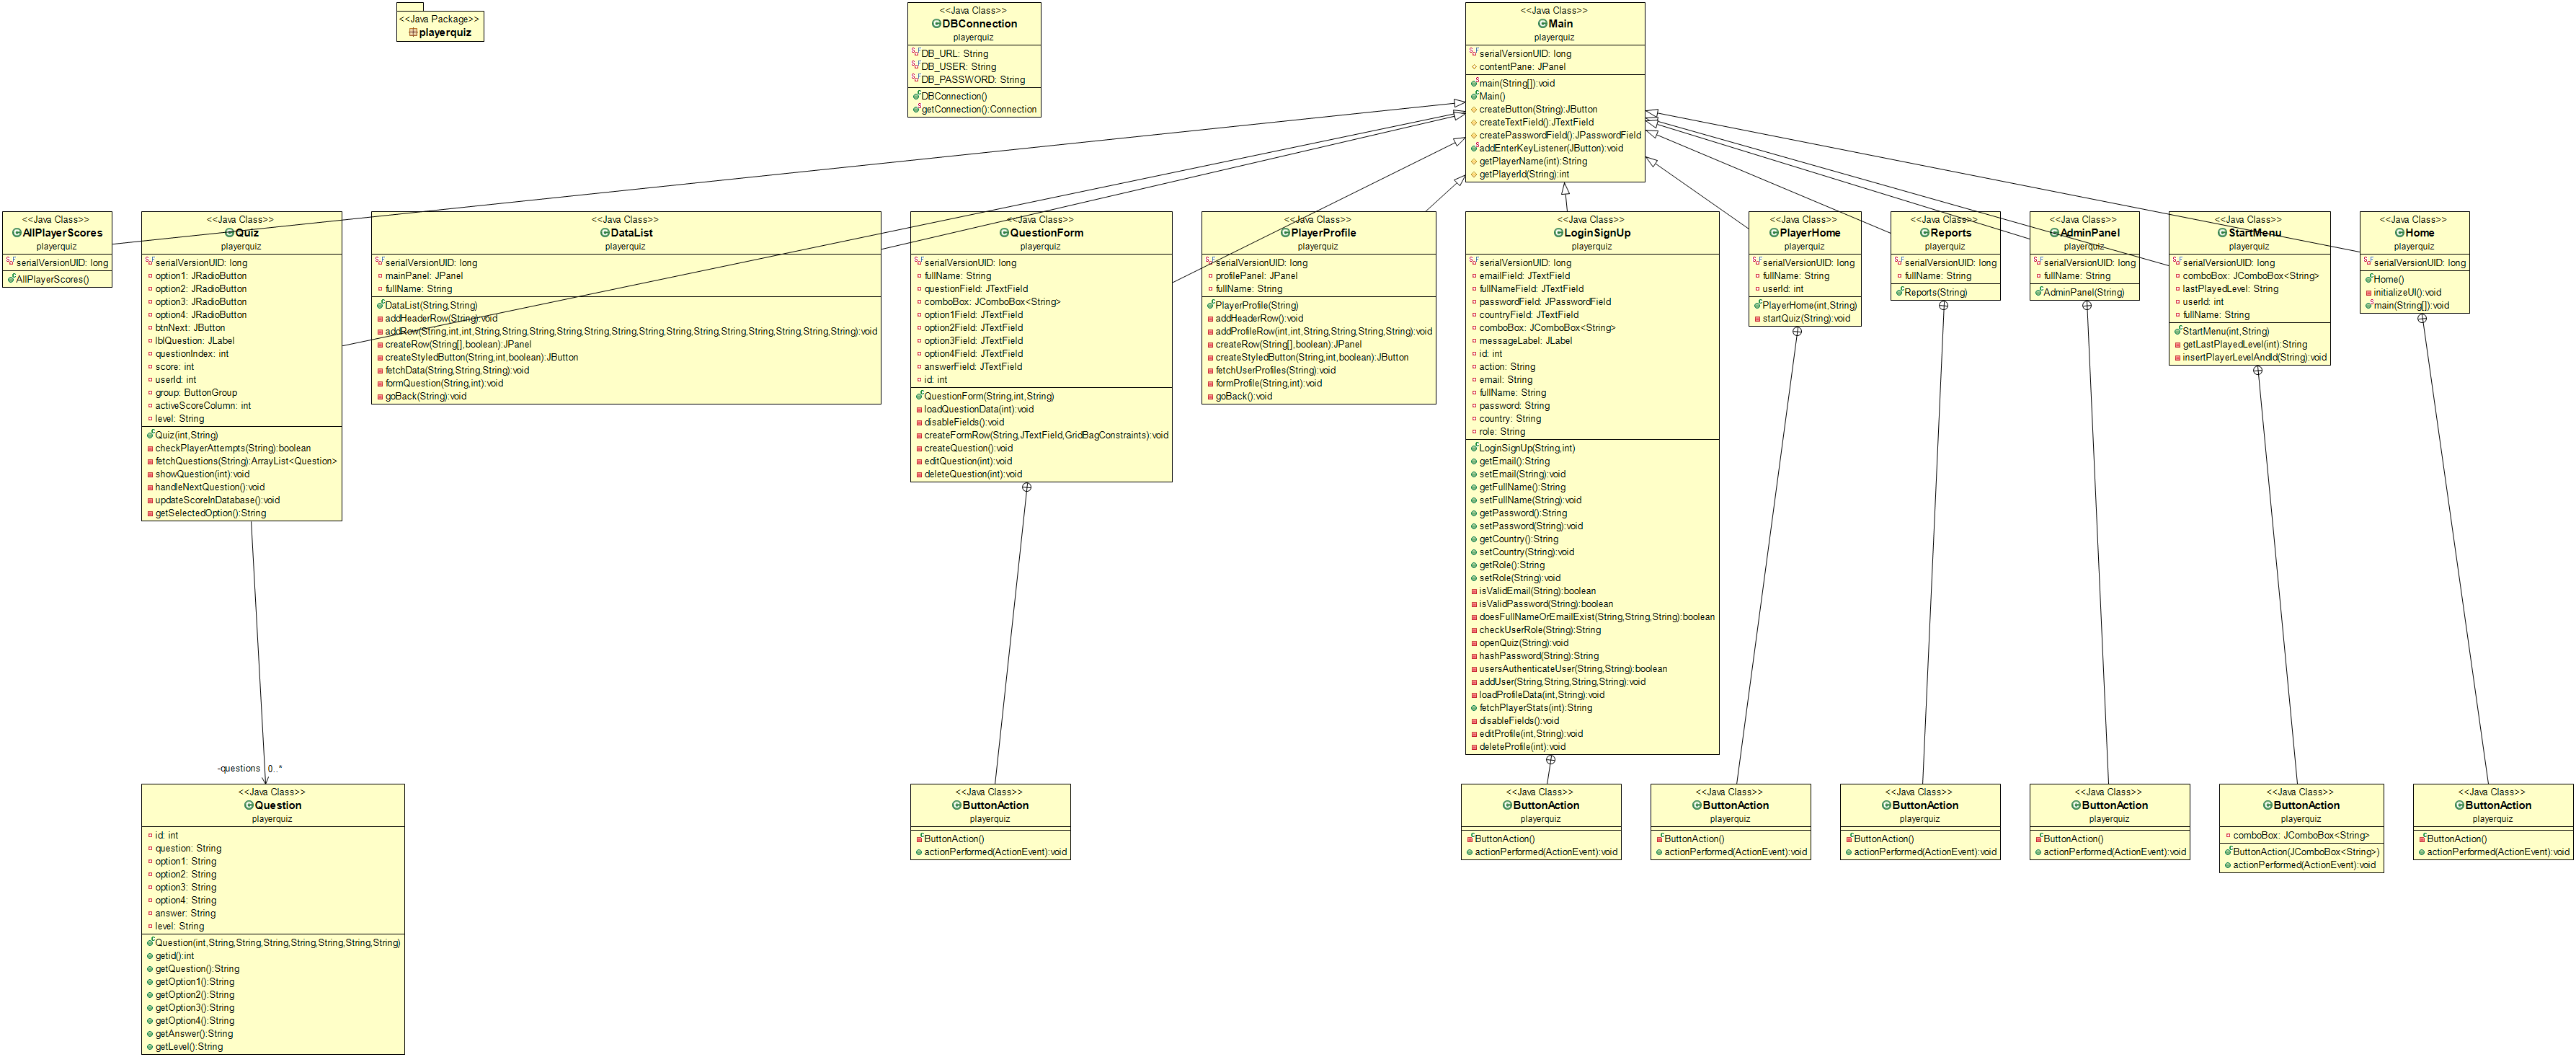 <<Java Package>>
playerquiz
<<Java Class>>
DBConnection
playerquiz
DB_URL: String
DB_USER: String
DB_PASSWORD: String
DBConnection()
getConnection():Connection
<<Java Class>>
Main
playerquiz
serialVersionUID: long
contentPane: JPanel
main(String[]):void
Main()
createButton(String):JButton
createTextField():JTextField
createPasswordField():JPasswordField
addEnterKeyListener(JButton):void
getPlayerName(int):String
getPlayerId(String):int
<<Java Class>>
AllPlayerScores
playerquiz
serialVersionUID: long
AllPlayerScores()
<<Java Class>>
Quiz
playerquiz
serialVersionUID: long
option1: JRadioButton
option2: JRadioButton
option3: JRadioButton
option4: JRadioButton
btnNext: JButton
lblQuestion: JLabel
questionIndex: int
score: int
userId: int
group: ButtonGroup
activeScoreColumn: int
level: String
Quiz(int,String)
checkPlayerAttempts(String):boolean
fetchQuestions(String):ArrayList<Question>
showQuestion(int):void
handleNextQuestion():void
updateScoreInDatabase():void
getSelectedOption():String
<<Java Class>>
DataList
playerquiz
serialVersionUID: long
mainPanel: JPanel
fullName: String
DataList(String,String)
addHeaderRow(String):void
addRow(String,int,int,String,String,String,String,String,String,String,String,String,String,String,String,String):void
createRow(String[],boolean):JPanel
createStyledButton(String,int,boolean):JButton
fetchData(String,String,String):void
formQuestion(String,int):void
goBack(String):void
<<Java Class>>
QuestionForm
playerquiz
serialVersionUID: long
fullName: String
questionField: JTextField
comboBox: JComboBox<String>
option1Field: JTextField
option2Field: JTextField
option3Field: JTextField
option4Field: JTextField
answerField: JTextField
id: int
QuestionForm(String,int,String)
loadQuestionData(int):void
disableFields():void
createFormRow(String,JTextField,GridBagConstraints):void
createQuestion():void
editQuestion(int):void
deleteQuestion(int):void
<<Java Class>>
PlayerProfile
playerquiz
serialVersionUID: long
profilePanel: JPanel
fullName: String
PlayerProfile(String)
addHeaderRow():void
addProfileRow(int,int,String,String,String,String):void
createRow(String[],boolean):JPanel
createStyledButton(String,int,boolean):JButton
fetchUserProfiles(String):void
formProfile(String,int):void
goBack():void
<<Java Class>>
LoginSignUp
playerquiz
serialVersionUID: long
emailField: JTextField
fullNameField: JTextField
passwordField: JPasswordField
countryField: JTextField
comboBox: JComboBox<String>
messageLabel: JLabel
id: int
action: String
email: String
fullName: String
password: String
country: String
role: String
LoginSignUp(String,int)
getEmail():String
setEmail(String):void
getFullName():String
setFullName(String):void
getPassword():String
setPassword(String):void
getCountry():String
setCountry(String):void
getRole():String
setRole(String):void
isValidEmail(String):boolean
isValidPassword(String):boolean
doesFullNameOrEmailExist(String,String,String):boolean
checkUserRole(String):String
openQuiz(String):void
hashPassword(String):String
usersAuthenticateUser(String,String):boolean
addUser(String,String,String,String):void
loadProfileData(int,String):void
fetchPlayerStats(int):String
disableFields():void
editProfile(int,String):void
deleteProfile(int):void
<<Java Class>>
PlayerHome
playerquiz
serialVersionUID: long
fullName: String
userId: int
PlayerHome(int,String)
startQuiz(String):void
<<Java Class>>
Reports
playerquiz
serialVersionUID: long
fullName: String
Reports(String)
<<Java Class>>
AdminPanel
playerquiz
serialVersionUID: long
fullName: String
AdminPanel(String)
<<Java Class>>
StartMenu
playerquiz
serialVersionUID: long
comboBox: JComboBox<String>
lastPlayedLevel: String
userId: int
fullName: String
StartMenu(int,String)
getLastPlayedLevel(int):String
insertPlayerLevelAndId(String):void
<<Java Class>>
Home
playerquiz
serialVersionUID: long
Home()
initializeUI():void
main(String[]):void
-questions 0..*
<<Java Class>>
Question
playerquiz
id: int
question: String
option1: String
option2: String
option3: String
option4: String
answer: String
level: String
Question(int,String,String,String,String,String,String,String)
getid():int
getQuestion():String
getOption1():String
getOption2():String
getOption3():String
getOption4():String
getAnswer():String
getLevel():String
<<Java Class>>
ButtonAction
playerquiz
ButtonAction()
actionPerformed(ActionEvent):void
<<Java Class>>
ButtonAction
playerquiz
ButtonAction()
actionPerformed(ActionEvent):void
<<Java Class>>
ButtonAction
playerquiz
ButtonAction()
actionPerformed(ActionEvent):void
<<Java Class>>
ButtonAction
playerquiz
ButtonAction()
actionPerformed(ActionEvent):void
<<Java Class>>
ButtonAction
playerquiz
ButtonAction()
actionPerformed(ActionEvent):void
<<Java Class>>
ButtonAction
playerquiz
comboBox: JComboBox<String>
ButtonAction(JComboBox<String>)
actionPerformed(ActionEvent):void
<<Java Class>>
ButtonAction
playerquiz
ButtonAction()
actionPerformed(ActionEvent):void